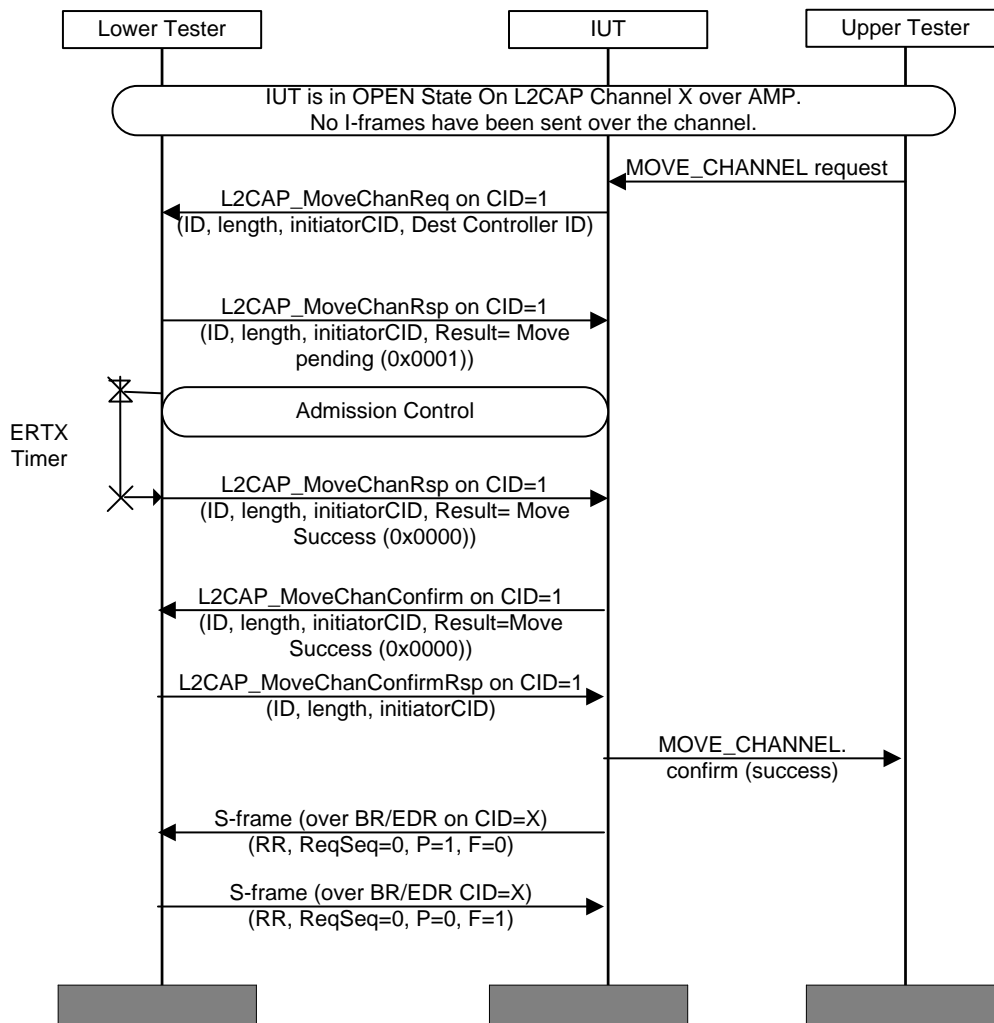 Lower Tester
IUT
Upper Tester
IUT is in OPEN State On L2CAP Channel X over AMP.
No I-frames have been sent over the channel.
MOVE_CHANNEL request
L2CAP_MoveChanReq on CID=1
(ID, length, initiatorCID, Dest Controller ID)
L2CAP_MoveChanRsp on CID=1
(ID, length, initiatorCID, Result= Move
pending (0x0001))
Admission Control
ERTX
Timer
L2CAP_MoveChanRsp on CID=1
(ID, length, initiatorCID, Result= Move
Success (0x0000))
L2CAP_MoveChanConfirm on CID=1
(ID, length, initiatorCID, Result=Move
Success (0x0000))
L2CAP_MoveChanConfirmRsp on CID=1
(ID, length, initiatorCID)
MOVE_CHANNEL.
confirm (success)
S-frame (over BR/EDR on CID=X)
(RR, ReqSeq=0, P=1, F=0)
S-frame (over BR/EDR CID=X)
(RR, ReqSeq=0, P=0, F=1)